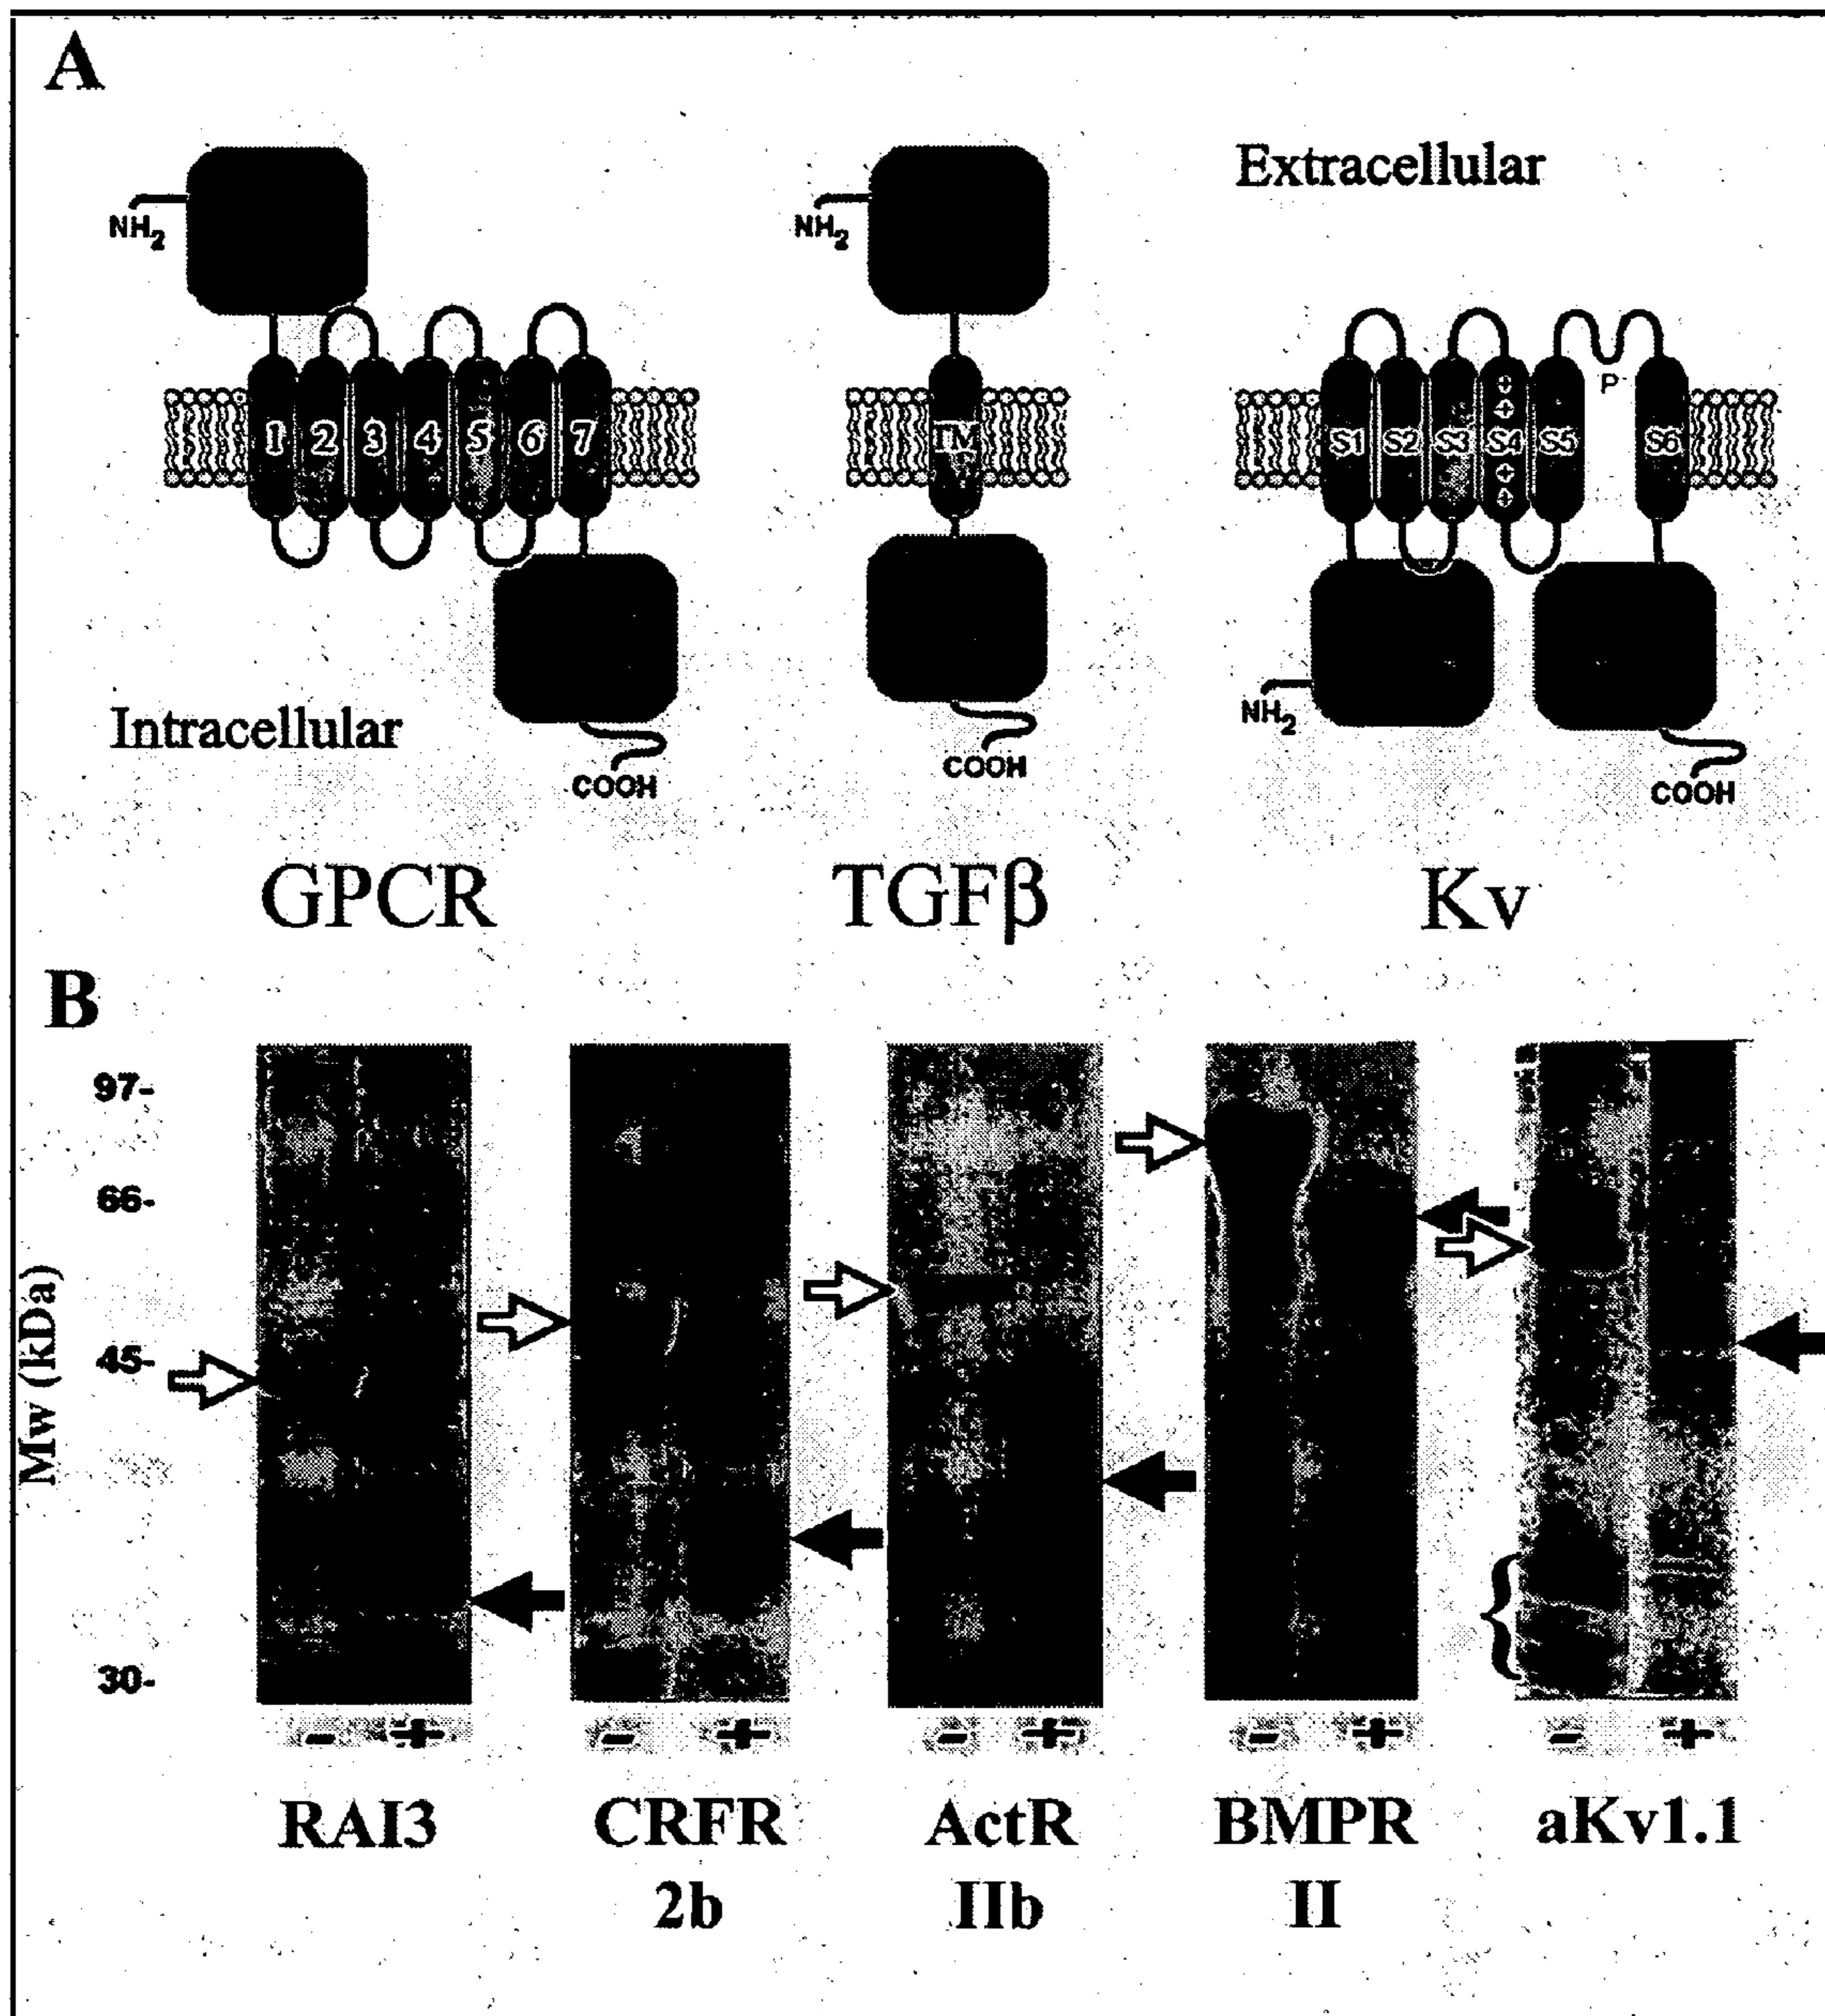 A
Extracellular
NH2
NH2
1 2 3 4 5 6 7
TM
P
S1 S2 S3 S4 S5 S6
++
++
NH2
Intracellular
COOH
COOH
COOH
GPCR
TGFβ
Kv
B
Mw (kDa)
97-
66-
45-
30-
{
- + - + - + - + - +
RAI3
CRFR
2b
ActR
IIb
BMPR
II
aKv1.1